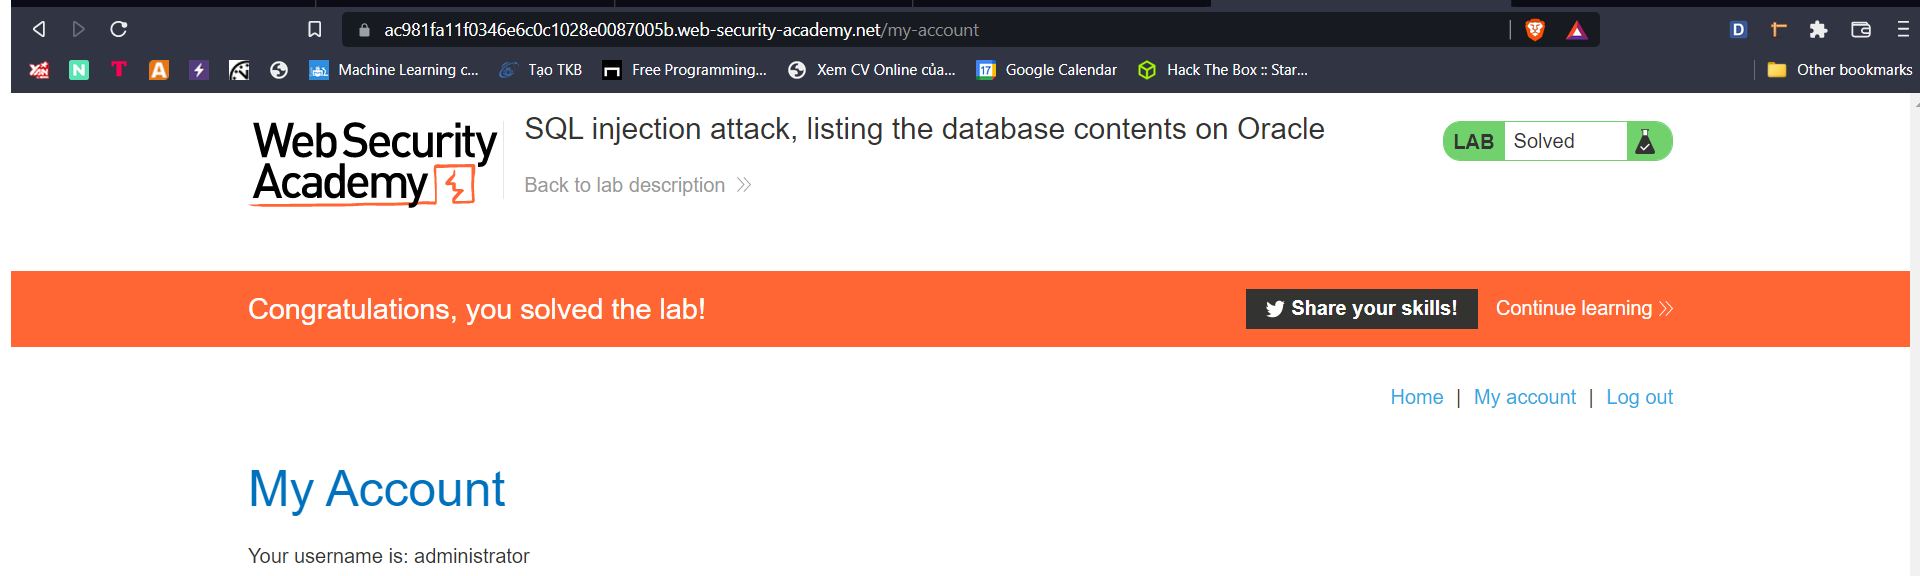 ac981fa11f0346e6c0c1028e0087005b.web-security-academy.net/my-account
Machine Learning c... Tạo TKB Free Programming... Xem CV Online của... 17 Google Calendar Hack The Box :: Star... Other bookmarks
Web Security
Academy
SQL injection attack, listing the database contents on Oracle
Back to lab description
LAB Solved
Congratulations, you solved the lab!
Share your skills!
Continue learning
Home | My account | Log out
My Account
Your username is: administrator